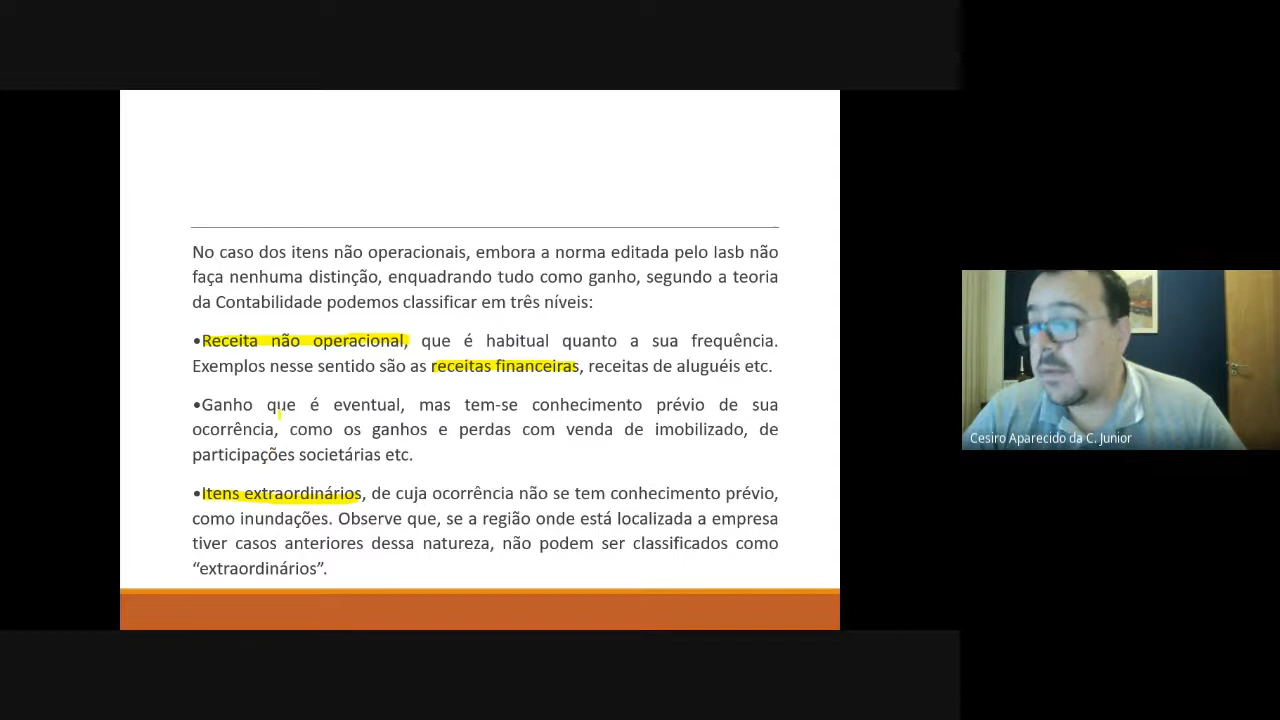 No caso dos itens não operacionais, embora a norma editada pelo Iasb não
faça nenhuma distinção, enquadrando tudo como ganho, segundo a teoria
da Contabilidade podemos classificar em três níveis:
•Receita não operacional, que é habitual quanto a sua frequência.
Exemplos nesse sentido são as receitas financeiras, receitas de aluguéis etc.
•Ganho que é eventual, mas tem-se conhecimento prévio de sua
ocorrência, como os ganhos e perdas com venda de imobilizado, de
participações societárias etc.
•Itens extraordinários, de cuja ocorrência não se tem conhecimento prévio,
como inundações. Observe que, se a região onde está localizada a empresa
tiver casos anteriores dessa natureza, não podem ser classificados como
“extraordinários”.
Cesiro Aparecido da C. Junior